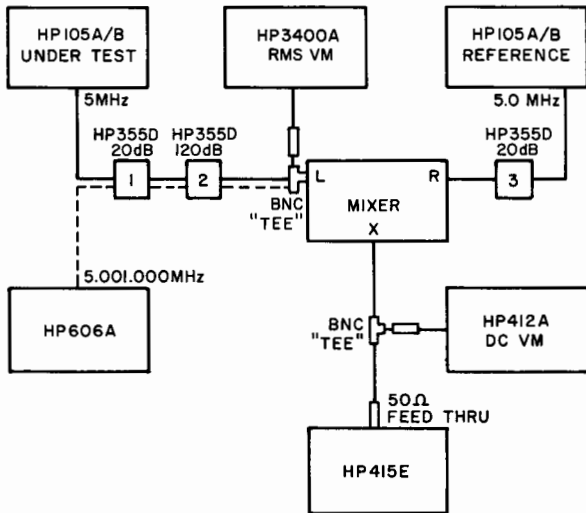 HP105A/B
UNDER TEST
HP3400A
RMS VM
HP105A/B
REFERENCE
5MHz
5.0 MHz
HP355D
20dB
HP355D
120dB
HP355D
20dB
1
2
L
R
3
MIXER
X
BNC
"TEE"
5.001.000MHz
HP606A
BNC
"TEE"
HP412A
DC VM
50Ω
FEED THRU
HP415E